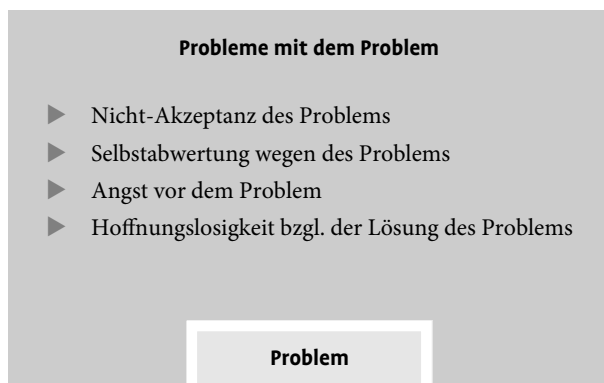 Probleme mit dem Problem
Nicht-Akzeptanz des Problems
Selbstabwertung wegen des Problems
Angst vor dem Problem
Hoffnungslosigkeit bzgl. der Lösung des Problems
Problem